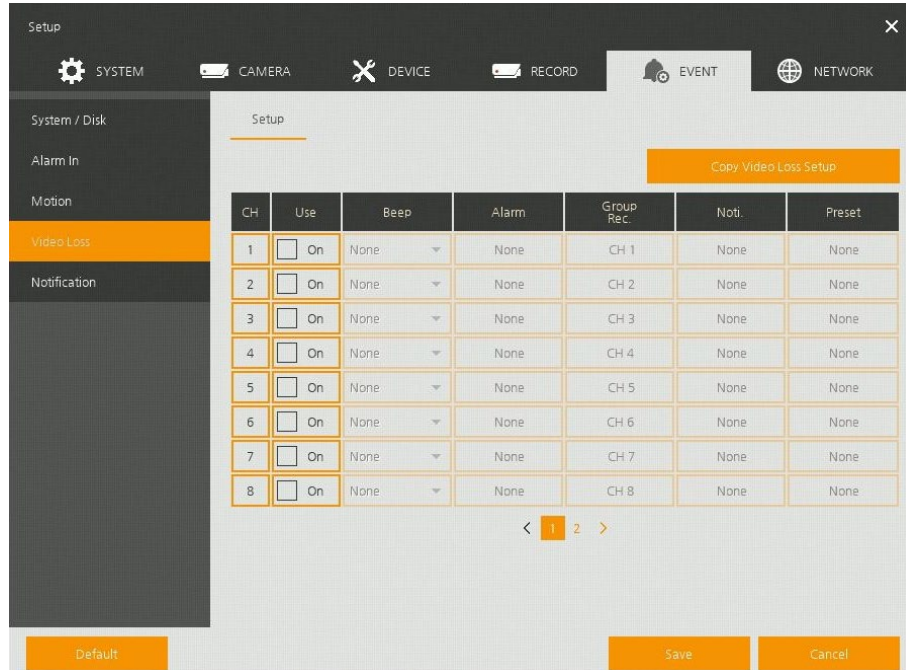 Setup
SYSTEM CAMERA DEVICE RECORD EVENT NETWORK
System / Disk
Alarm In
Motion
Video Loss
Notification
Setup
Copy Video Loss Setup
CH Use Beep Alarm Group Rec. Noti. Preset
1 On None None CH 1 None None
2 On None None CH 2 None None
3 On None None CH 3 None None
4 On None None CH 4 None None
5 On None None CH 5 None None
6 On None None CH 6 None None
7 On None None CH 7 None None
8 On None None CH 8 None None
< 1 2 >
Default Save Cancel